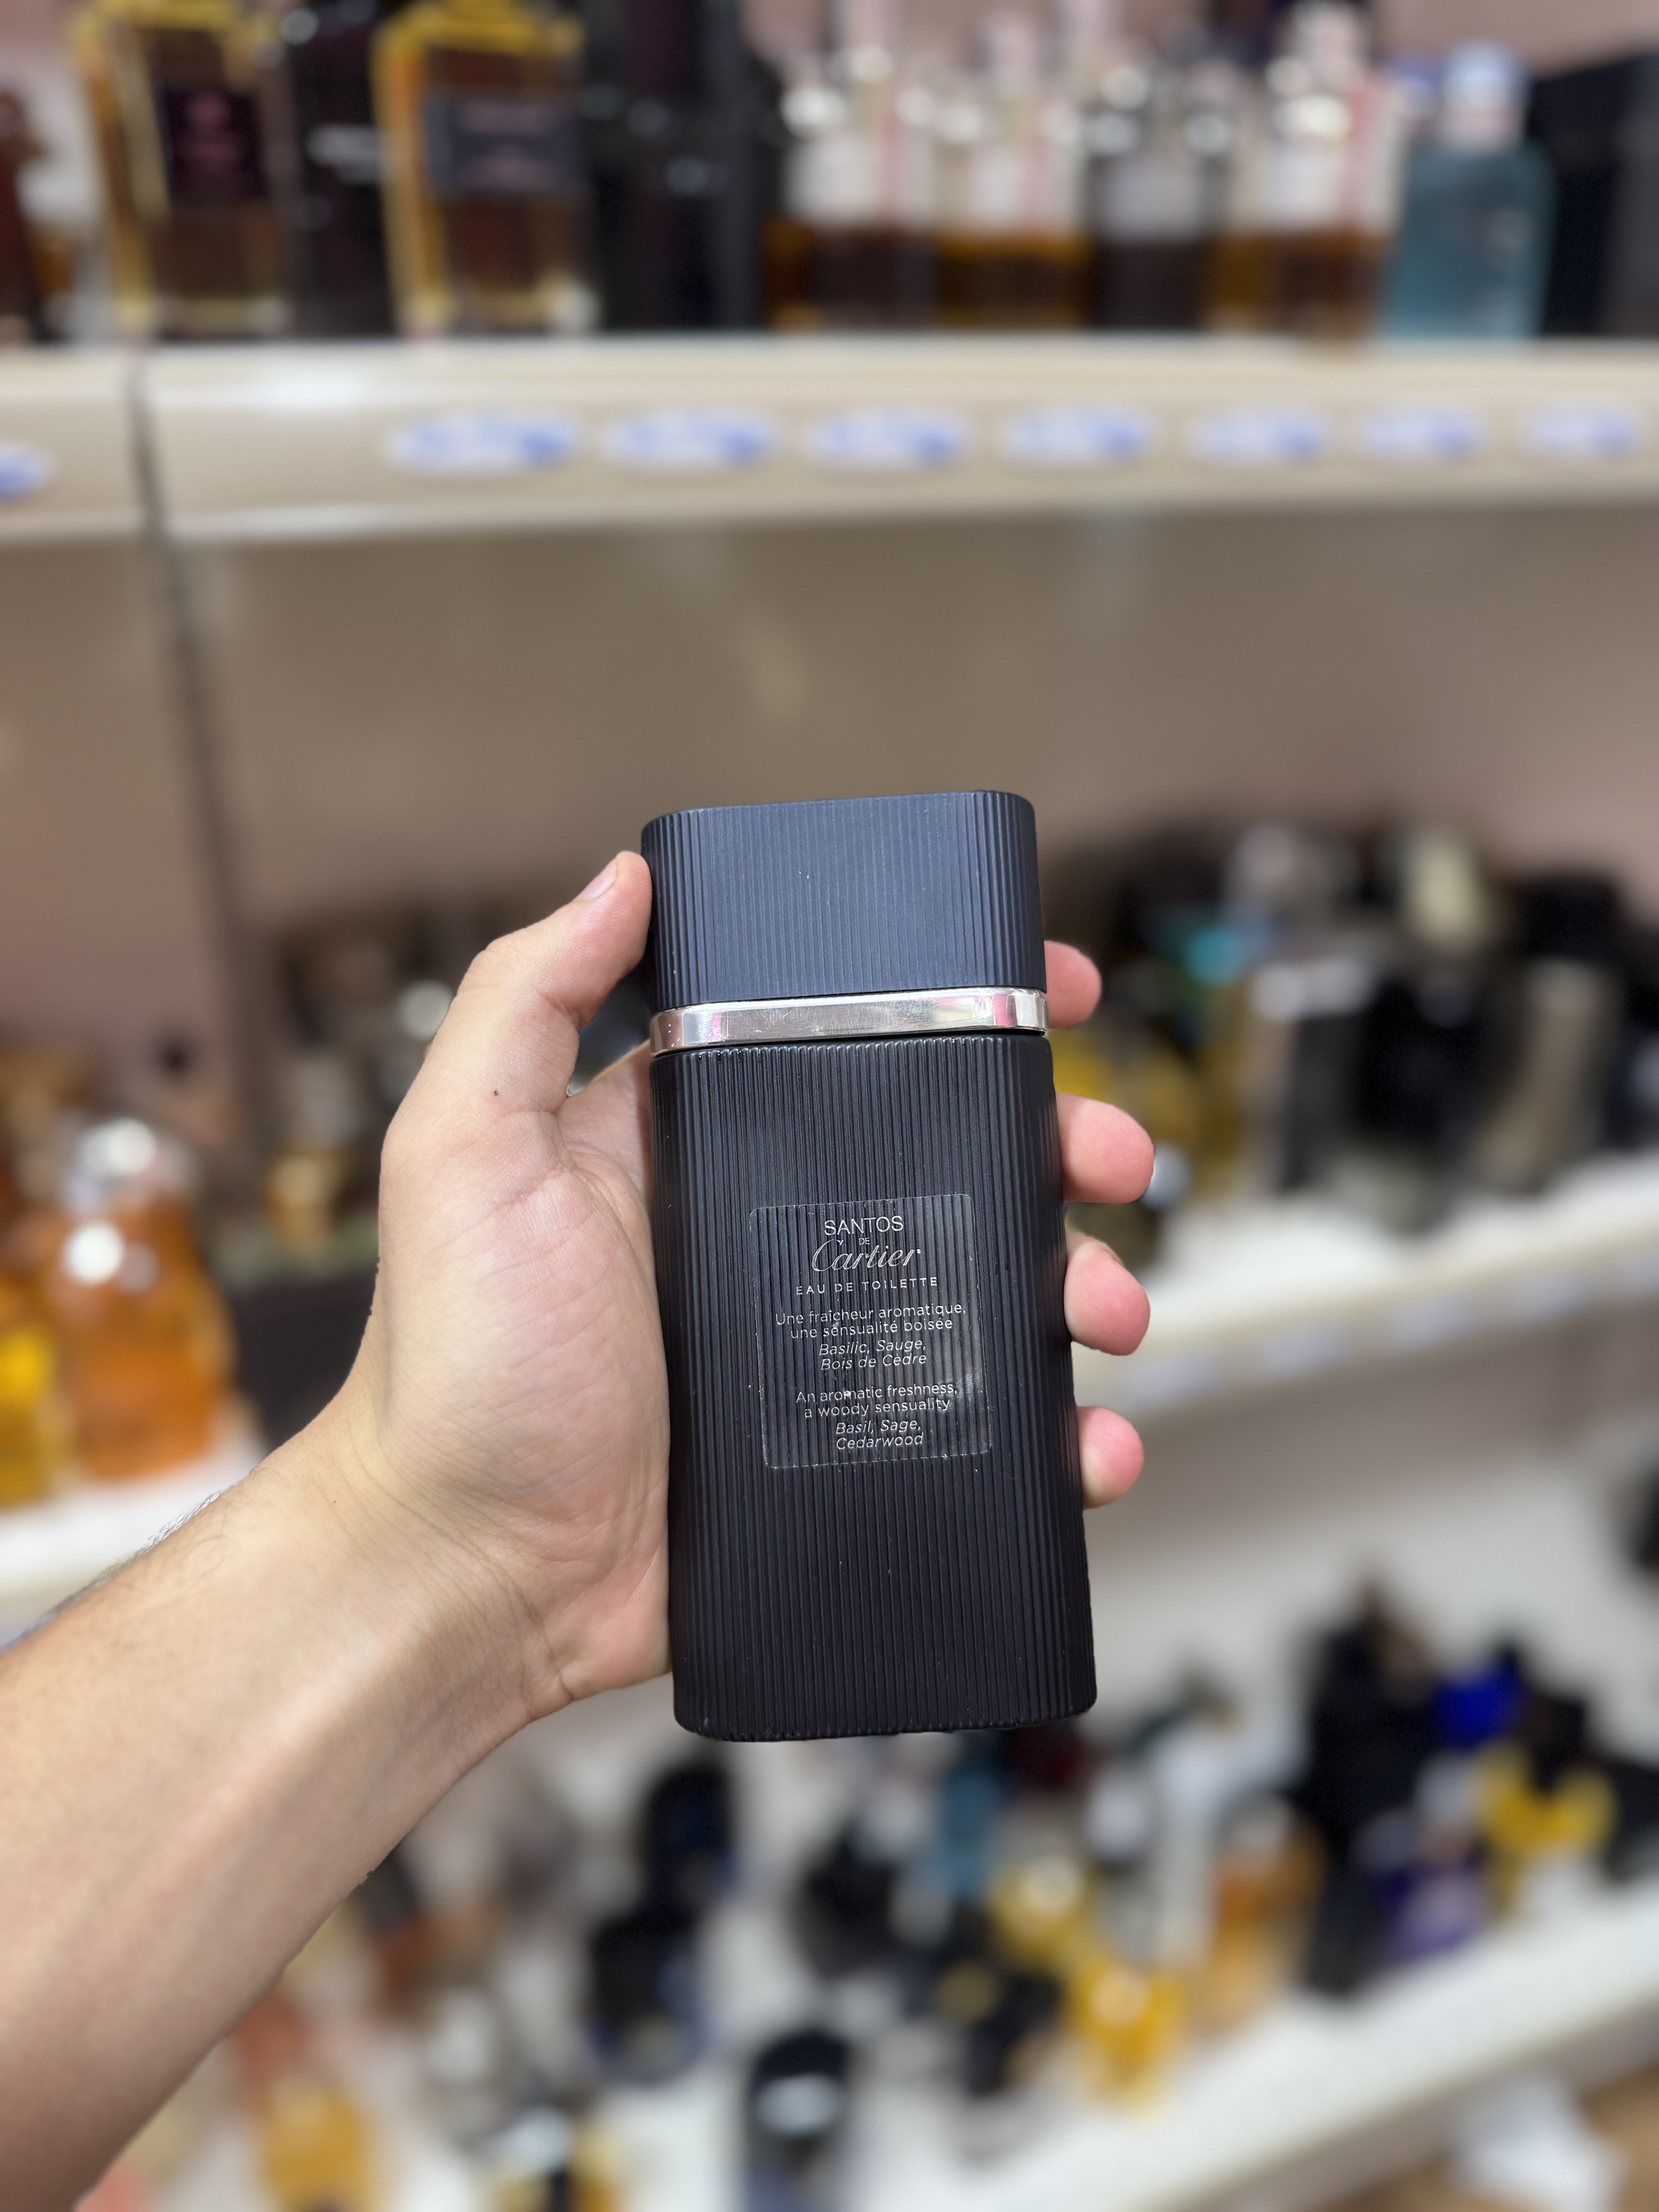 SANTOS
DE
Cartier
EAU DE TOILETTE
Une fraîcheur aromatique,
une sensualité boisée
Basilic, Sauge,
Bois de Cèdre
An aromatic freshness,
a woody sensuality
Basil, Sage,
Cedarwood